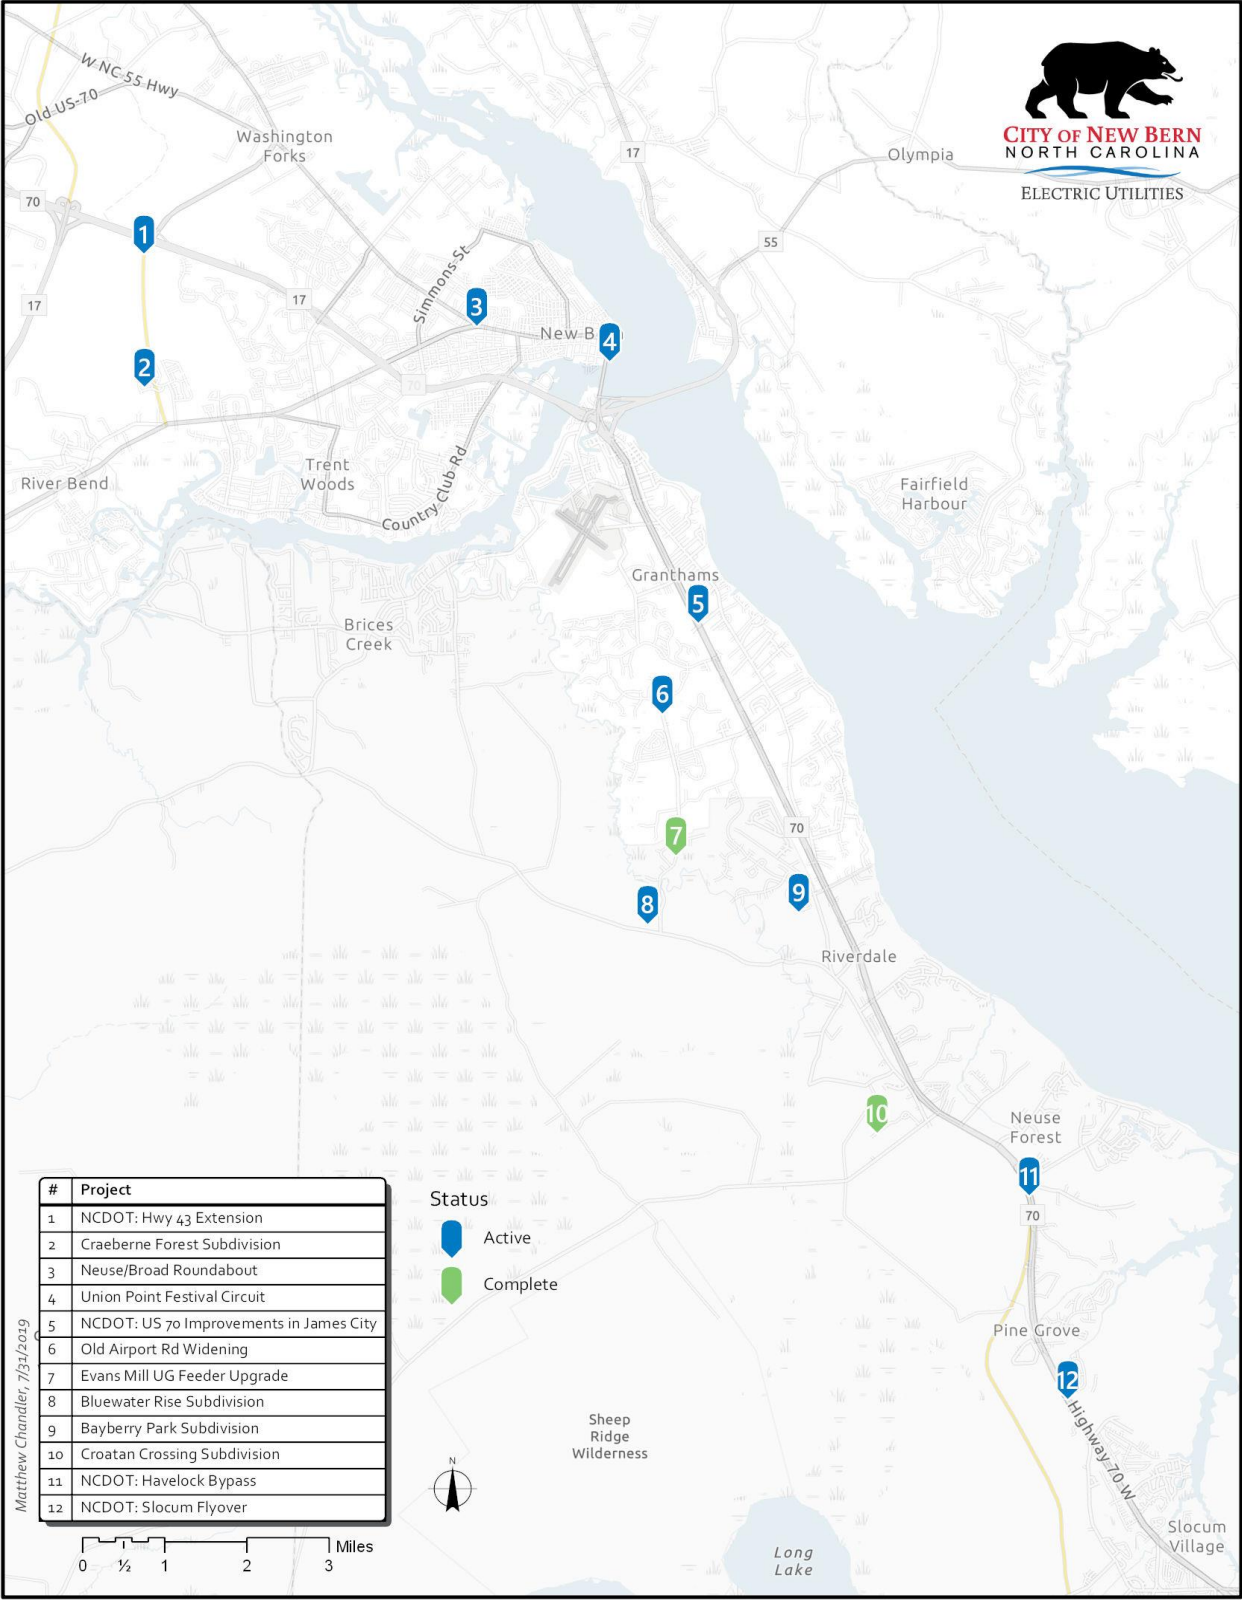 W NC 55 Hwy
Old US-70
Washington
Forks
17
Olympia
CITY OF NEW BERN
NORTH CAROLINA
ELECTRIC UTILITIES
70
1
55
17
17
Simmons St
3
New B
4
2
70
River Bend
Trent
Woods
Country Club Rd
Fairfield
Harbour
Granthams
5
Brices
Creek
6
7
70
8
9
Riverdale
10
Neuse
Forest
11
70
Pine Grove
12
Highway 70 W
Slocum
Village
Sheep
Ridge
Wilderness
Long
Lake
# Project
1 NCDOT: Hwy 43 Extension
2 Craeberne Forest Subdivision
3 Neuse/Broad Roundabout
4 Union Point Festival Circuit
5 NCDOT: US 70 Improvements in James City
6 Old Airport Rd Widening
7 Evans Mill UG Feeder Upgrade
8 Bluewater Rise Subdivision
9 Bayberry Park Subdivision
10 Croatan Crossing Subdivision
11 NCDOT: Havelock Bypass
12 NCDOT: Slocum Flyover
Status
Active
Complete
N
Miles
0 ½ 1 2 3
Matthew Chandler, 7/31/2019